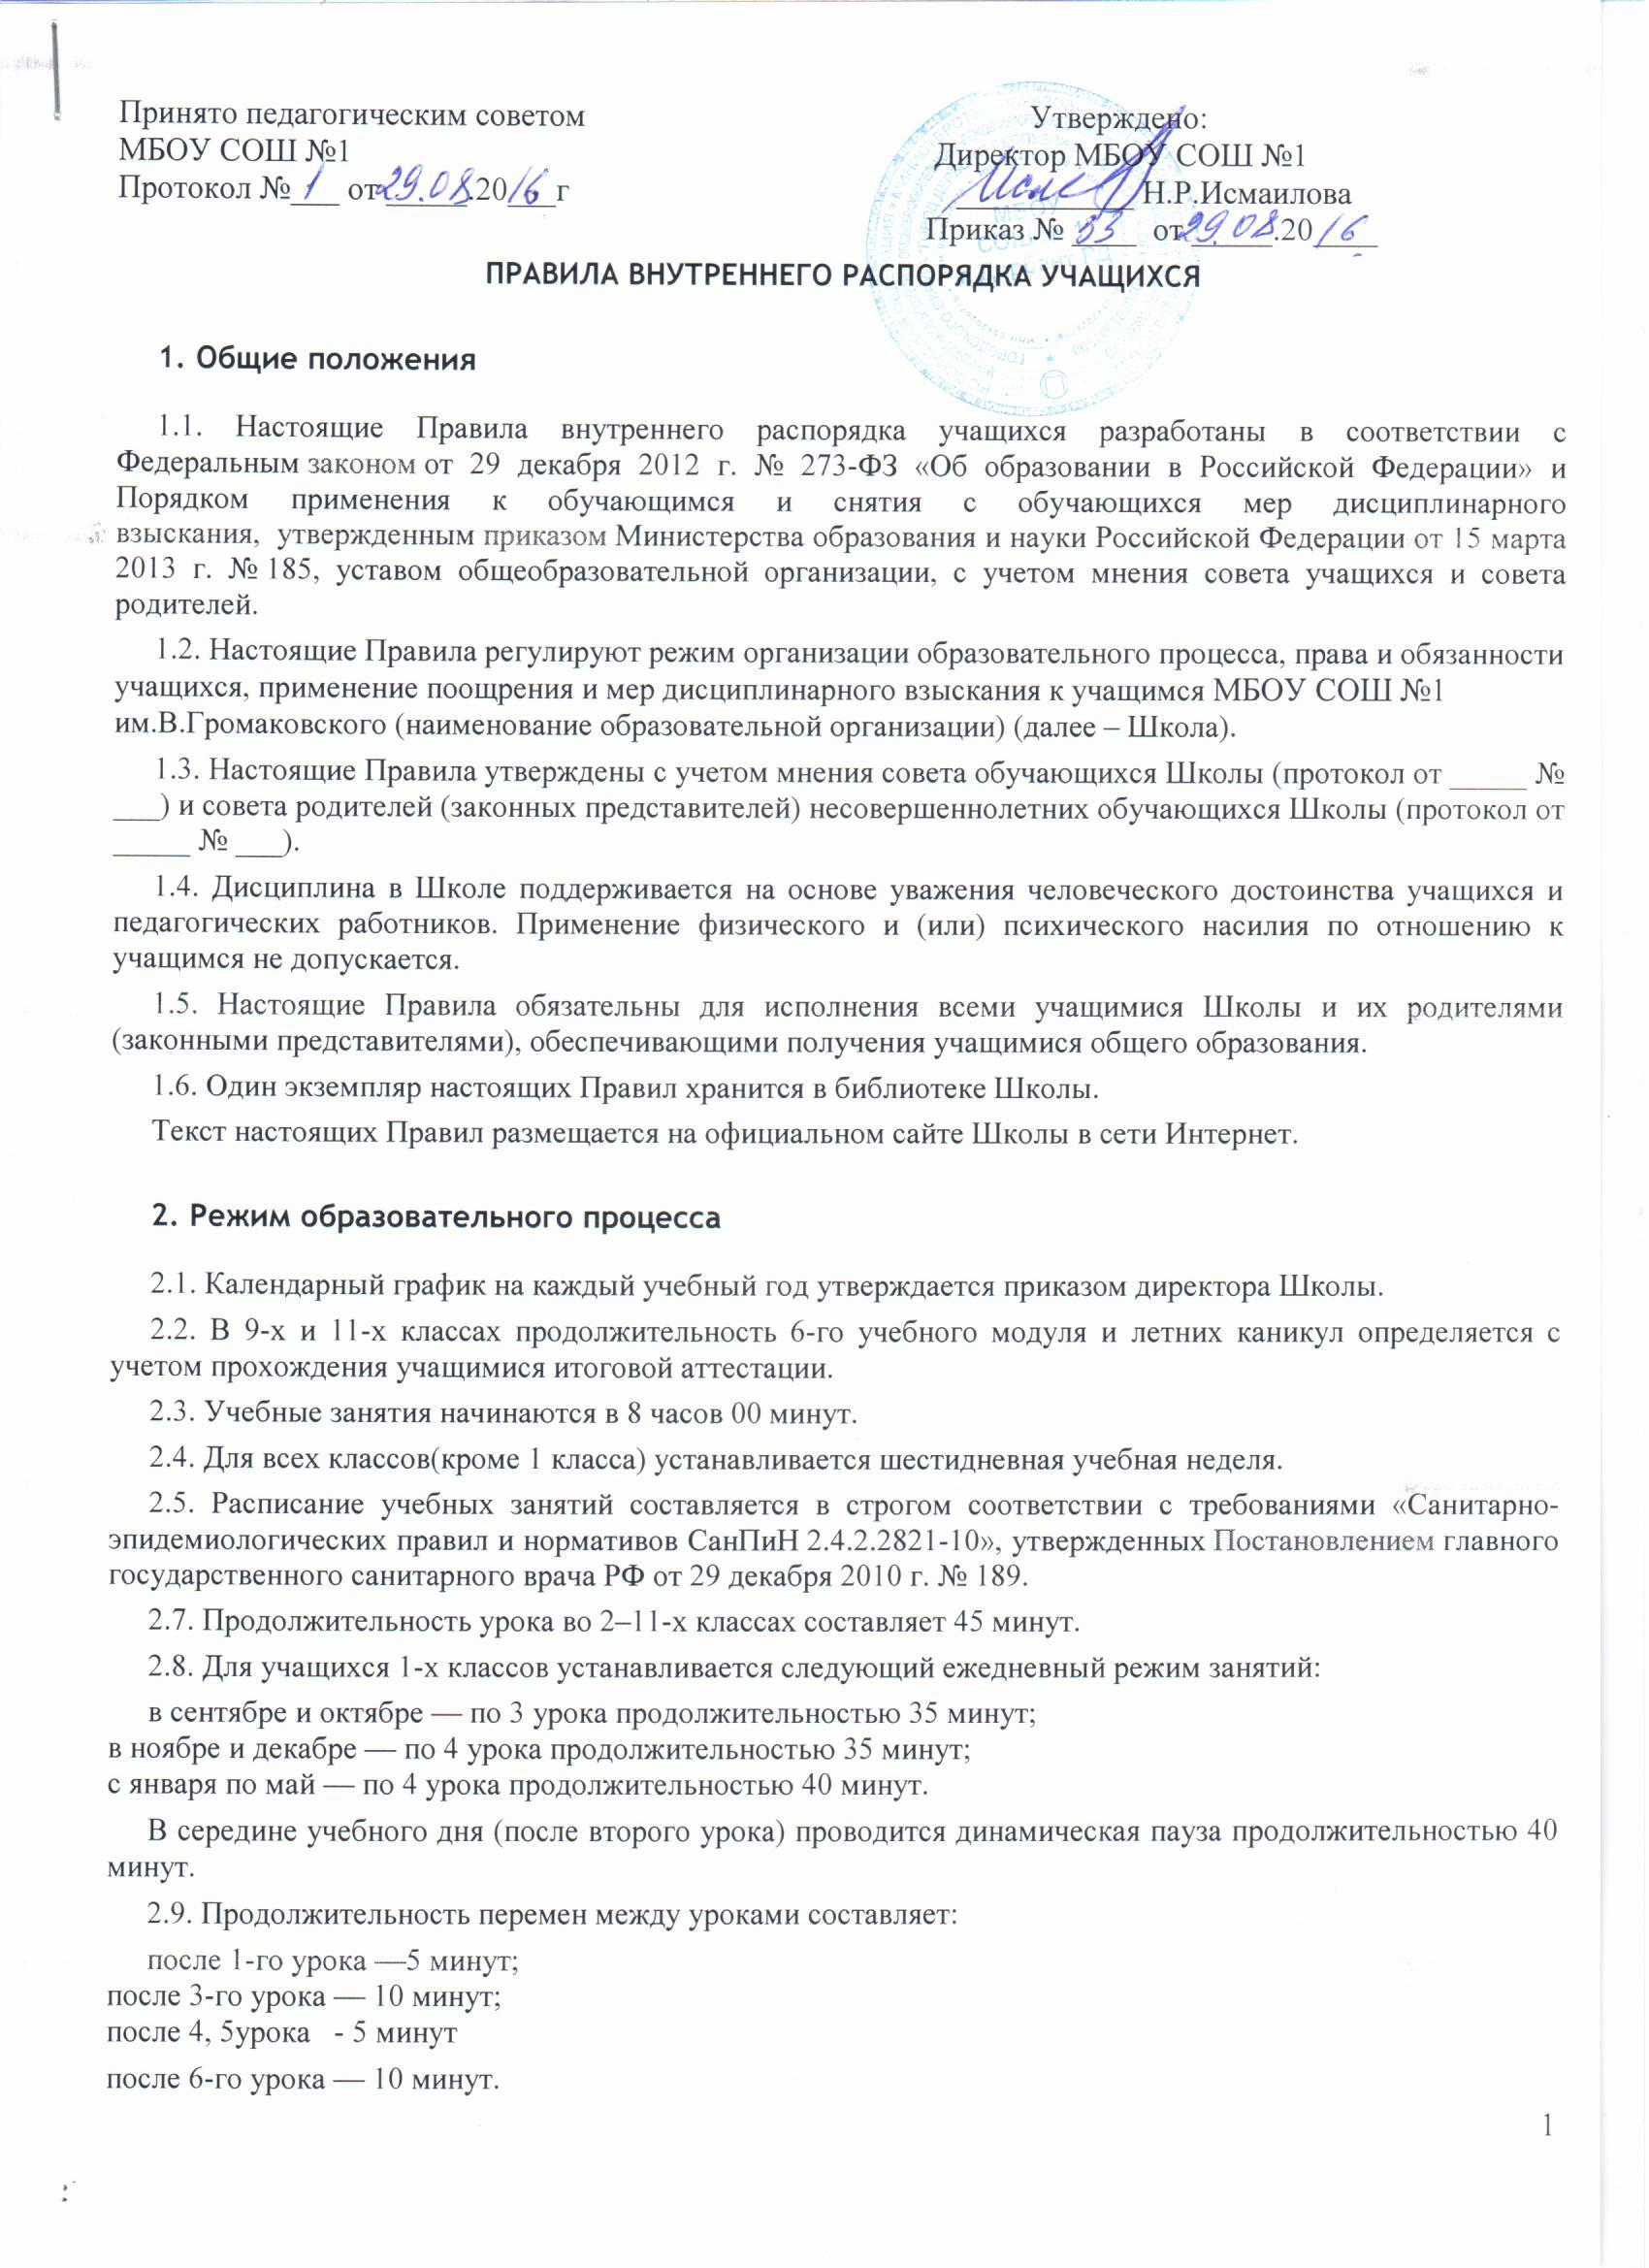 Принято педагогическим советом
МБОУ СОШ №1
Протокол № 1 от 29.08.2016 г
Утверждено:
Директор МБОУ СОШ №1
Н.Р.Исмаилова
Приказ № 33 от 29.08.2016
ПРАВИЛА ВНУТРЕННЕГО РАСПОРЯДКА УЧАЩИХСЯ
1. Общие положения
1.1. Настоящие Правила внутреннего распорядка учащихся разработаны в соответствии с
Федеральным законом от 29 декабря 2012 г. № 273-ФЗ «Об образовании в Российской Федерации» и
Порядком применения к обучающимся и снятия с обучающихся мер дисциплинарного
взыскания, утвержденным приказом Министерства образования и науки Российской Федерации от 15 марта
2013 г. № 185, уставом общеобразовательной организации, с учетом мнения совета учащихся и совета
родителей.
1.2. Настоящие Правила регулируют режим организации образовательного процесса, права и обязанности
учащихся, применение поощрения и мер дисциплинарного взыскания к учащимся МБОУ СОШ №1
им.В.Громаковского (наименование образовательной организации) (далее – Школа).
1.3. Настоящие Правила утверждены с учетом мнения совета обучающихся Школы (протокол от _____ №
___) и совета родителей (законных представителей) несовершеннолетних обучающихся Школы (протокол от
_____ № ___).
1.4. Дисциплина в Школе поддерживается на основе уважения человеческого достоинства учащихся и
педагогических работников. Применение физического и (или) психического насилия по отношению к
учащимся не допускается.
1.5. Настоящие Правила обязательны для исполнения всеми учащимися Школы и их родителями
(законными представителями), обеспечивающими получения учащимися общего образования.
1.6. Один экземпляр настоящих Правил хранится в библиотеке Школы.
Текст настоящих Правил размещается на официальном сайте Школы в сети Интернет.
2. Режим образовательного процесса
2.1. Календарный график на каждый учебный год утверждается приказом директора Школы.
2.2. В 9-х и 11-х классах продолжительность 6-го учебного модуля и летних каникул определяется с
учетом прохождения учащимися итоговой аттестации.
2.3. Учебные занятия начинаются в 8 часов 00 минут.
2.4. Для всех классов(кроме 1 класса) устанавливается шестидневная учебная неделя.
2.5. Расписание учебных занятий составляется в строгом соответствии с требованиями «Санитарно-
эпидемиологических правил и нормативов СанПиН 2.4.2.2821-10», утвержденных Постановлением главного
государственного санитарного врача РФ от 29 декабря 2010 г. № 189.
2.7. Продолжительность урока во 2–11-х классах составляет 45 минут.
2.8. Для учащихся 1-х классов устанавливается следующий ежедневный режим занятий:
в сентябре и октябре — по 3 урока продолжительностью 35 минут;
в ноябре и декабре — по 4 урока продолжительностью 35 минут;
с января по май — по 4 урока продолжительностью 40 минут.
В середине учебного дня (после второго урока) проводится динамическая пауза продолжительностью 40
минут.
2.9. Продолжительность перемен между уроками составляет:
после 1-го урока —5 минут;
после 3-го урока — 10 минут;
после 4, 5урока - 5 минут
после 6-го урока — 10 минут.
1